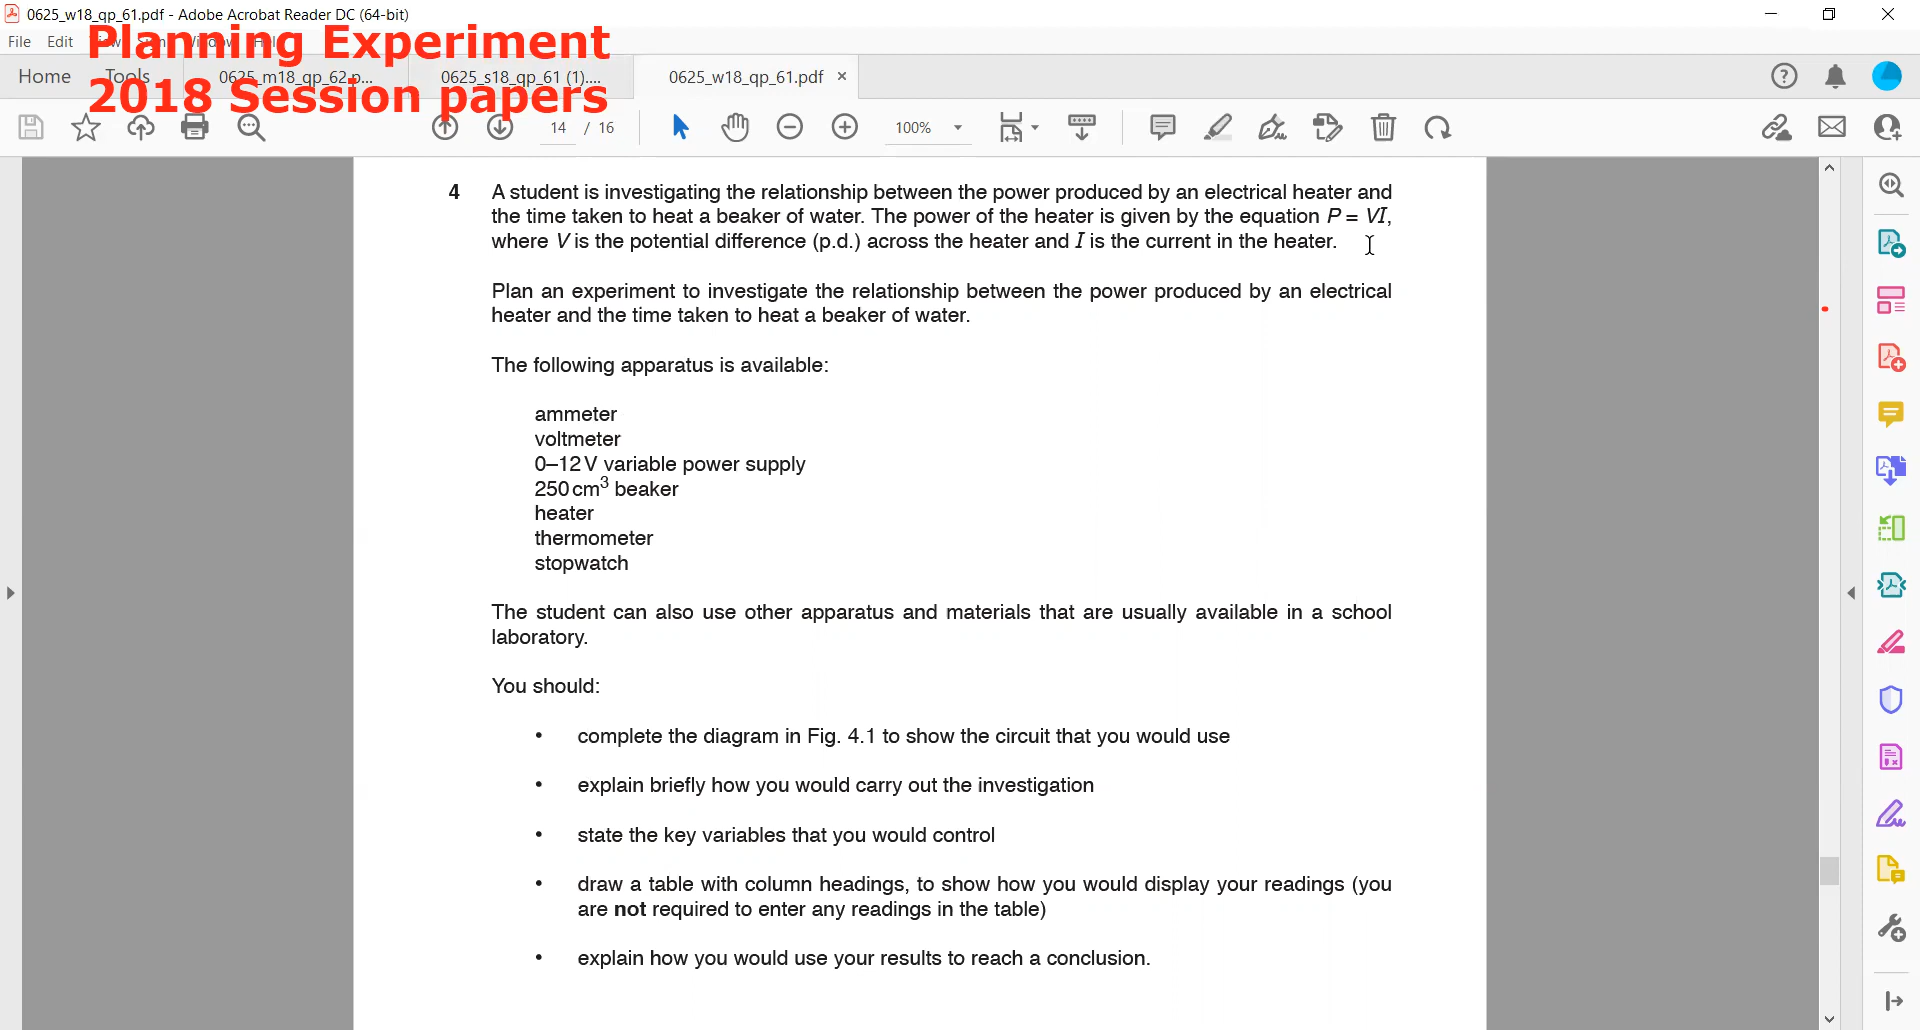 0625_w18_qp_61.pdf - Adobe Acrobat Reader DC (64-bit)
Planning Experiment
2018 Session papers
File Edit
Home Tools 0625_m18_qp_62.p... 0625_s18_qp_61 (1).... 0625_w18_qp_61.pdf ×
14 / 16 100%
4 A student is investigating the relationship between the power produced by an electrical heater and
the time taken to heat a beaker of water. The power of the heater is given by the equation P = VI,
where V is the potential difference (p.d.) across the heater and I is the current in the heater.
Plan an experiment to investigate the relationship between the power produced by an electrical
heater and the time taken to heat a beaker of water.
The following apparatus is available:
ammeter
voltmeter
0–12 V variable power supply
250 cm³ beaker
heater
thermometer
stopwatch
The student can also use other apparatus and materials that are usually available in a school
laboratory.
You should:
• complete the diagram in Fig. 4.1 to show the circuit that you would use
• explain briefly how you would carry out the investigation
• state the key variables that you would control
• draw a table with column headings, to show how you would display your readings (you
are not required to enter any readings in the table)
• explain how you would use your results to reach a conclusion.